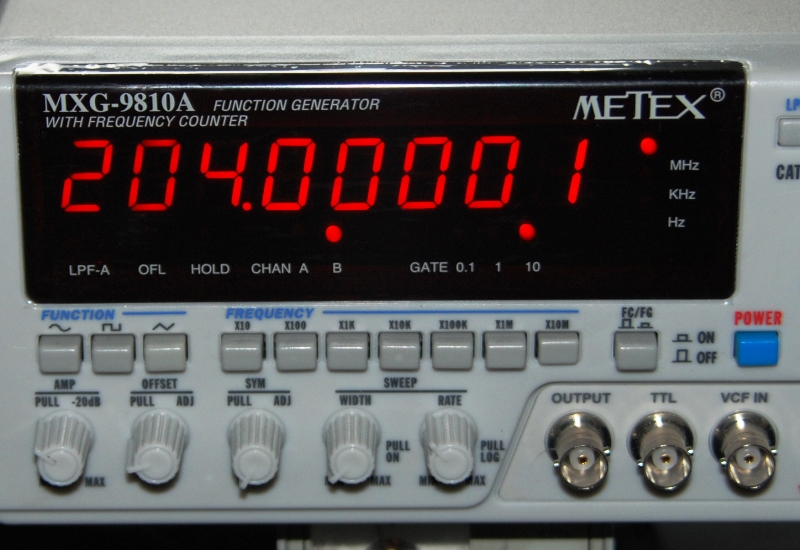 MXG-9810A FUNCTION GENERATOR METEX®
WITH FREQUENCY COUNTER
204.00001
MHz
KHz
Hz
LPF-A OFL HOLD CHAN A B GATE 0.1 1 10
LP
CAT
FUNCTION FREQUENCY FC/FG POWER
X10 X100 X1K X10K X100K X1M X10M
ON
OFF
AMP OFFSET SYM SWEEP
PULL -20dB PULL ADJ PULL ADJ WIDTH RATE
OUTPUT TTL VCF IN
PULL ON PULL LOG
MAX MAX MAX